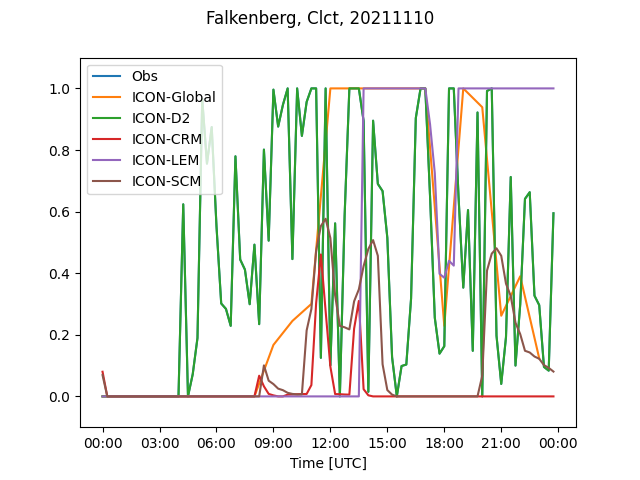 Falkenberg, Clct, 20211110
Obs
ICON-Global
ICON-D2
ICON-CRM
ICON-LEM
ICON-SCM
1.0
0.8
0.6
0.4
0.2
0.0
00:00 03:00 06:00 09:00 12:00 15:00 18:00 21:00 00:00
Time [UTC]